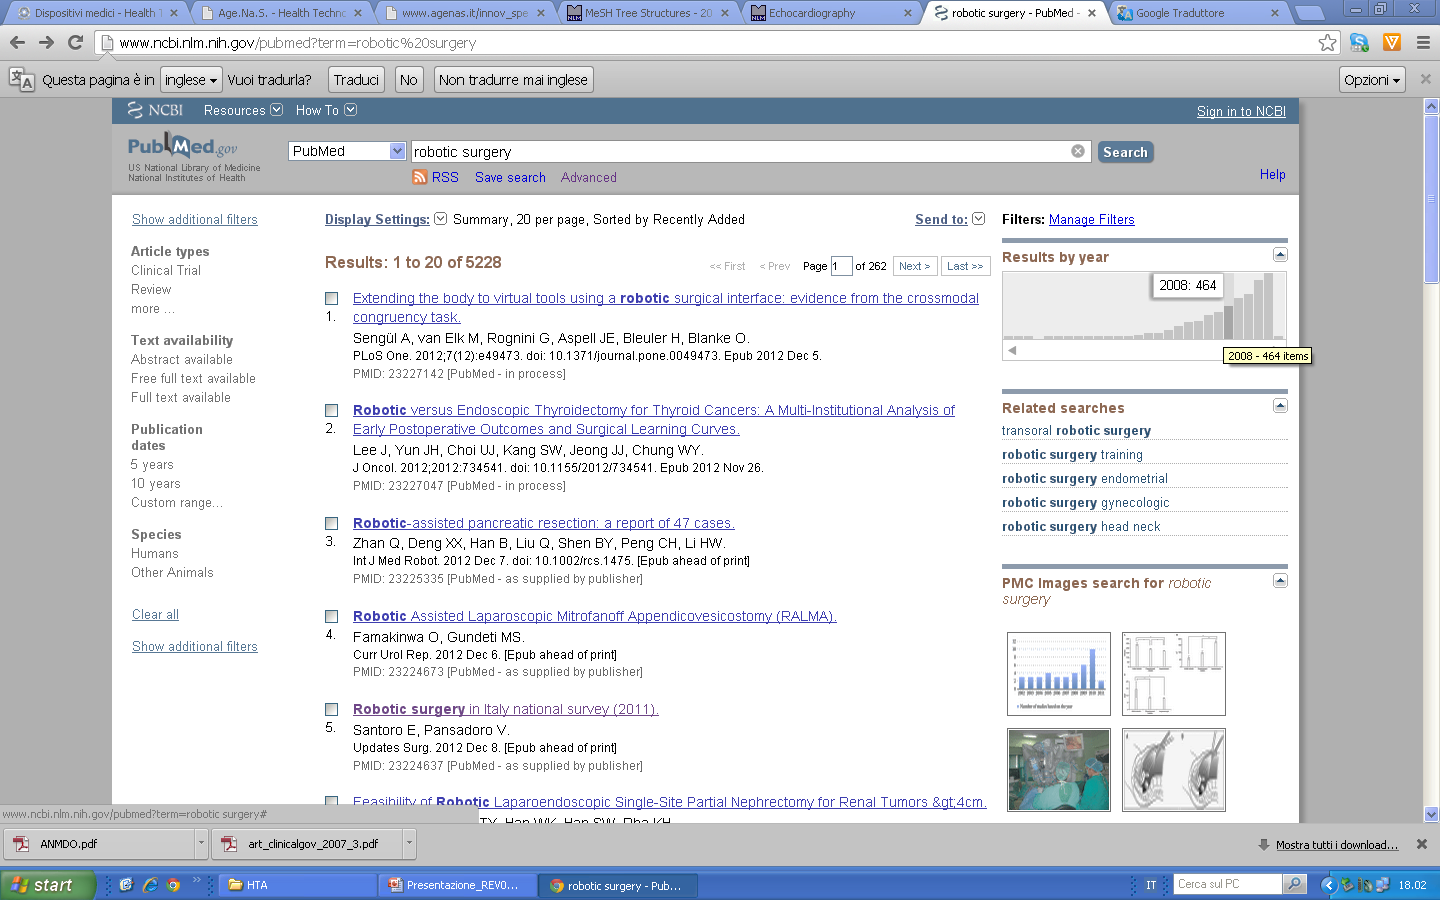 Dispositivi medici - Health T
Age.Na.S. - Health Techno
www.agenas.it/innov_spe
MeSH Tree Structures - 20
Echocardiography
robotic surgery - PubMed -
Google Traduttore
www.ncbi.nlm.nih.gov/pubmed?term=robotic%20surgery
Questa pagina è in inglese Vuoi tradurla? Traduci No Non tradurre mai inglese Opzioni
NCBI Resources How To Sign in to NCBI
PubMed.gov
US National Library of Medicine
National Institutes of Health
PubMed robotic surgery Search
RSS Save search Advanced Help
Show additional filters
Article types
Clinical Trial
Review
more ...
Text availability
Abstract available
Free full text available
Full text available
Publication
dates
5 years
10 years
Custom range...
Species
Humans
Other Animals
Clear all
Show additional filters
Display Settings: Summary, 20 per page, Sorted by Recently Added Send to:
Results: 1 to 20 of 5228
<< First < Prev Page 1 of 262 Next > Last >>
Extending the body to virtual tools using a robotic surgical interface: evidence from the crossmodal
1. congruency task.
Sengül A, van Elk M, Rognini G, Aspell JE, Bleuler H, Blanke O.
PLoS One. 2012;7(12):e49473. doi: 10.1371/journal.pone.0049473. Epub 2012 Dec 5.
PMID: 23227142 [PubMed - in process]
Robotic versus Endoscopic Thyroidectomy for Thyroid Cancers: A Multi-Institutional Analysis of
2. Early Postoperative Outcomes and Surgical Learning Curves.
Lee J, Yun JH, Choi UJ, Kang SW, Jeong JJ, Chung WY.
J Oncol. 2012;2012:734541. doi: 10.1155/2012/734541. Epub 2012 Nov 26.
PMID: 23227047 [PubMed - in process]
Robotic-assisted pancreatic resection: a report of 47 cases.
3. Zhan Q, Deng XX, Han B, Liu Q, Shen BY, Peng CH, Li HW.
Int J Med Robot. 2012 Dec 7. doi: 10.1002/rcs.1475. [Epub ahead of print]
PMID: 23225335 [PubMed - as supplied by publisher]
Robotic Assisted Laparoscopic Mitrofanoff Appendicovesicostomy (RALMA).
4. Famakinwa O, Gundeti MS.
Curr Urol Rep. 2012 Dec 6. [Epub ahead of print]
PMID: 23224673 [PubMed - as supplied by publisher]
Robotic surgery in Italy national survey (2011).
5. Santoro E, Pansadoro V.
Updates Surg. 2012 Dec 8. [Epub ahead of print]
PMID: 23224637 [PubMed - as supplied by publisher]
Feasibility of Robotic Laparoendoscopic Single-Site Partial Nephrectomy for Renal Tumors &gt;4cm.
TY, Han WK, Han SW, Rha KH.
Filters: Manage Filters
Results by year
2008: 464
2008 - 464 items
Related searches
transoral robotic surgery
robotic surgery training
robotic surgery endometrial
robotic surgery gynecologic
robotic surgery head neck
PMC Images search for robotic
surgery
www.ncbi.nlm.nih.gov/pubmed?term=robotic surgery#
ANMDO.pdf
art_clinicalgov_2007_3.pdf
Mostra tutti i download...
start
HTA
Presentazione_REV0...
robotic surgery - Pub...
IT
Cerca sul PC
18.02